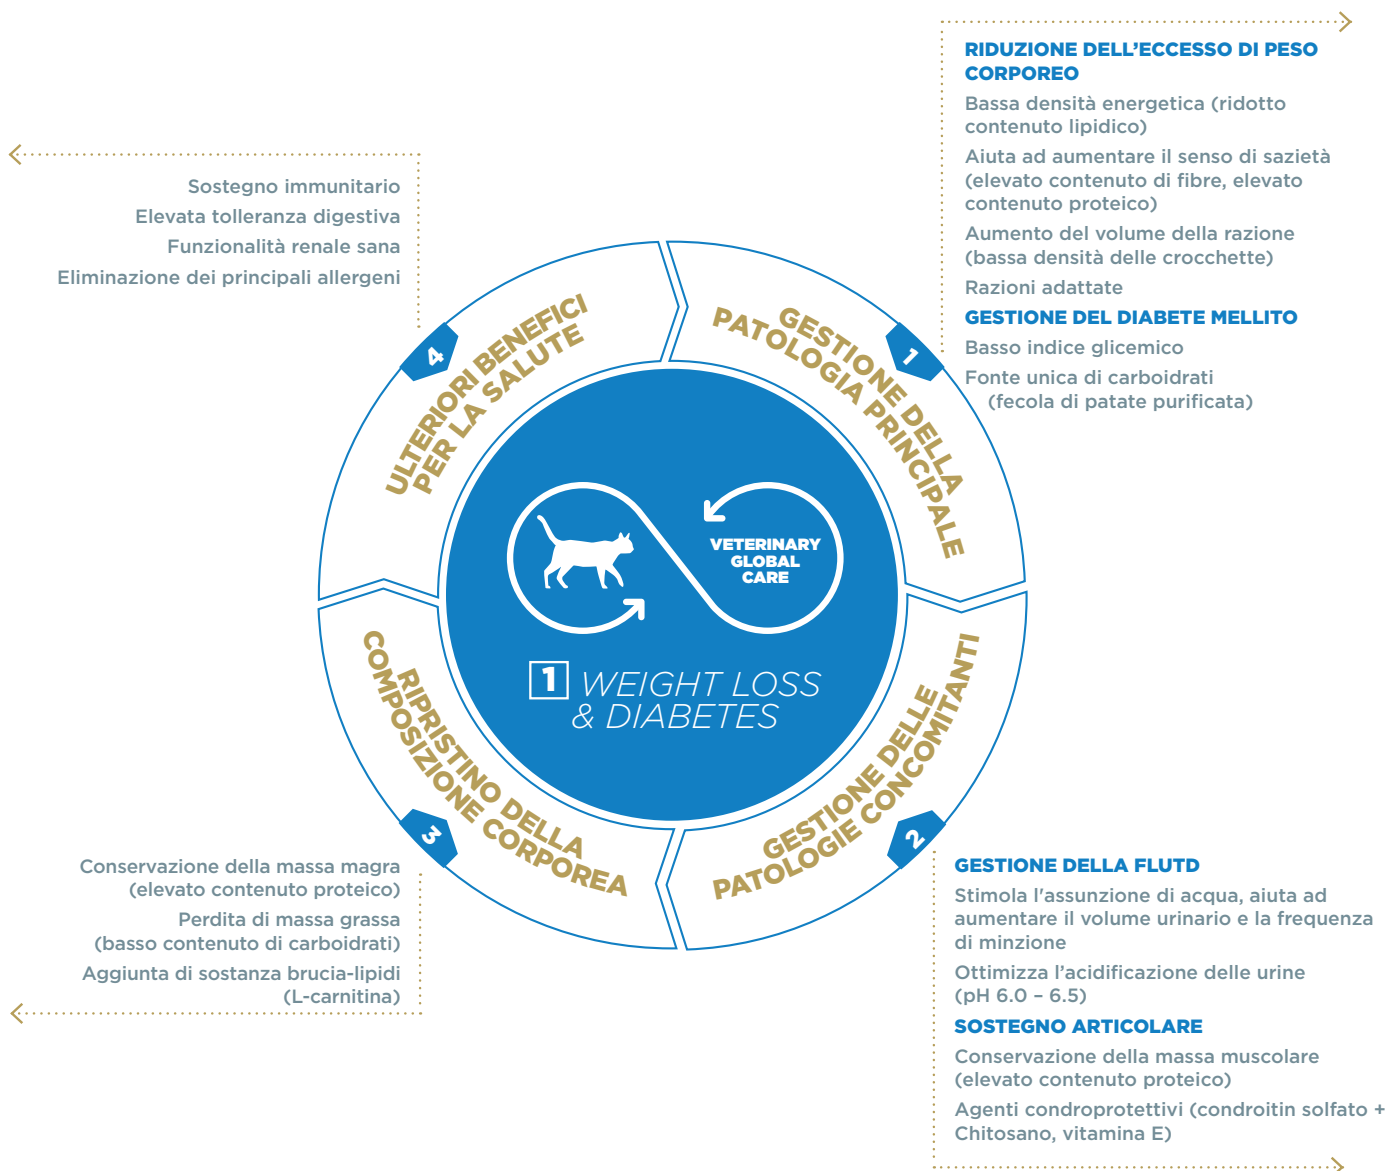 RIDUZIONE DELL'ECCESSO DI PESO
CORPOREO
Bassa densità energetica (ridotto
contenuto lipidico)
Aiuta ad aumentare il senso di sazietà
(elevato contenuto di fibre, elevato
contenuto proteico)
Aumento del volume della razione
(bassa densità delle crocchette)
Razioni adattate
GESTIONE DEL DIABETE MELLITO
Basso indice glicemico
Fonte unica di carboidrati
(fecola di patate purificata)
Sostegno immunitario
Elevata tolleranza digestiva
Funzionalità renale sana
Eliminazione dei principali allergeni
4
ULTERIORI BENEFICI
PER LA SALUTE
1
GESTIONE DELLA
PATOLOGIA PRINCIPALE
VETERINARY
GLOBAL
CARE
1 WEIGHT LOSS
& DIABETES
3
RIPRISTINO DELLA
COMPOSIZIONE CORPOREA
2
GESTIONE DELLE
PATOLOGIE CONCOMITANTI
Conservazione della massa magra
(elevato contenuto proteico)
Perdita di massa grassa
(basso contenuto di carboidrati)
Aggiunta di sostanza brucia-lipidi
(L-carnitina)
GESTIONE DELLA FLUTD
Stimola l'assunzione di acqua, aiuta ad
aumentare il volume urinario e la frequenza
di minzione
Ottimizza l'acidificazione delle urine
(pH 6.0 – 6.5)
SOSTEGNO ARTICOLARE
Conservazione della massa muscolare
(elevato contenuto proteico)
Agenti condroprotettivi (condroitin solfato +
Chitosano, vitamina E)